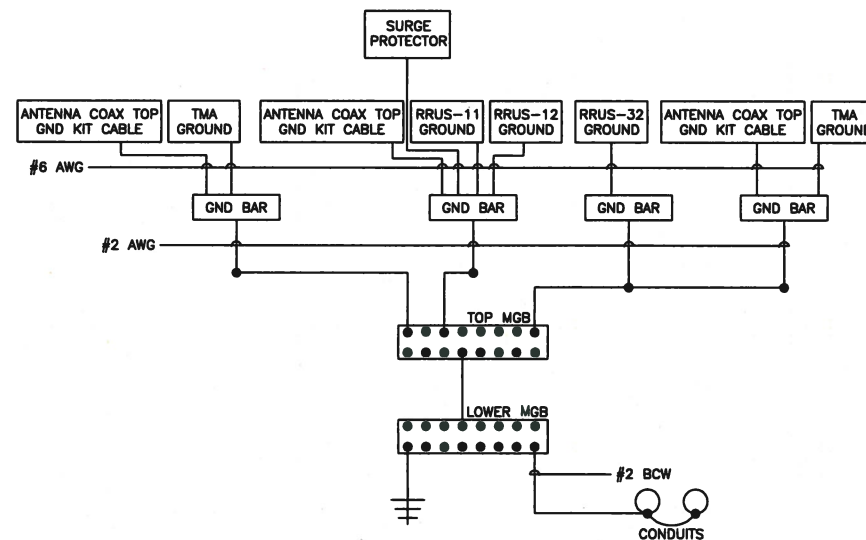 SURGE
PROTECTOR
ANTENNA COAX TOP
GND KIT CABLE
TMA
GROUND
ANTENNA COAX TOP
GND KIT CABLE
RRUS-11
GROUND
RRUS-12
GROUND
RRUS-32
GROUND
ANTENNA COAX TOP
GND KIT CABLE
TMA
GROUND
#6 AWG
GND BAR
GND BAR
GND BAR
GND BAR
#2 AWG
TOP MGB
LOWER MGB
#2 BCW
CONDUITS